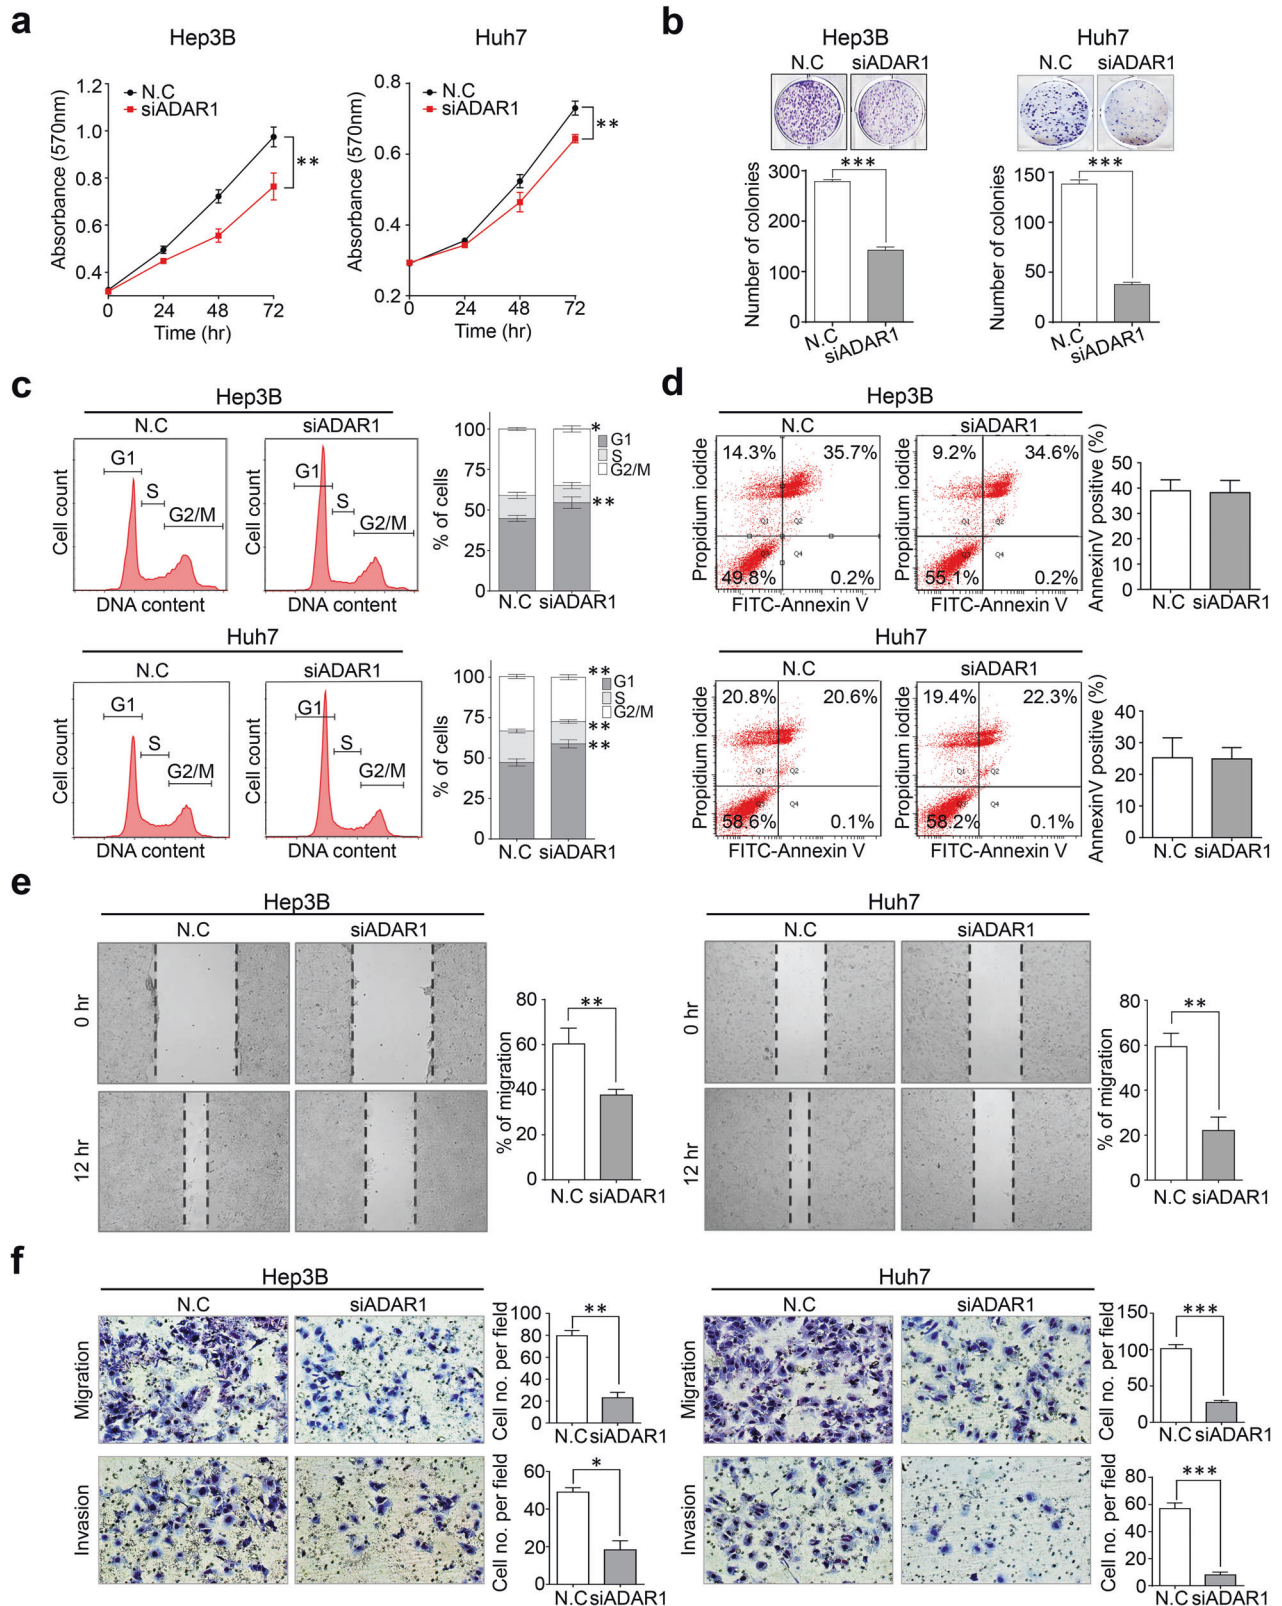 a
Hep3B
Huh7
Absorbance (570nm)
1.2
1.0
0.8
0.6
0.4
N.C
siADAR1
**
0 24 48 72
Time (hr)
Absorbance (570nm)
0.8
0.6
0.4
0.2
N.C
siADAR1
**
0 24 48 72
Time (hr)
b
Hep3B
Huh7
N.C siADAR1
N.C siADAR1
Number of colonies
300
200
100
0
***
N.C
siADAR1
Number of colonies
150
100
50
0
***
N.C
siADAR1
c
Hep3B
N.C
siADAR1
Cell count
G1
S
G2/M
DNA content
Cell count
G1
S
G2/M
DNA content
% of cells
100
75
50
25
0
*
G1
S
G2/M
**
N.C siADAR1
Huh7
N.C
siADAR1
Cell count
G1
S
G2/M
DNA content
Cell count
G1
S
G2/M
DNA content
% of cells
100
75
50
25
0
**
G1
S
G2/M
**
**
N.C siADAR1
d
Hep3B
N.C
siADAR1
Propidium iodide
14.3% 35.7%
Q1 Q2
Q4
49.8% 0.2%
FITC-Annexin V
Propidium iodide
9.2% 34.6%
Q1 Q2
Q4
55.1% 0.2%
FITC-Annexin V
AnnexinV positive (%)
50
40
30
20
10
0
N.C siADAR1
Huh7
N.C
siADAR1
Propidium iodide
20.8% 20.6%
Q1 Q2
Q4
58.6% 0.1%
FITC-Annexin V
Propidium iodide
19.4% 22.3%
Q1 Q2
Q4
58.2% 0.1%
FITC-Annexin V
AnnexinV positive (%)
40
30
20
10
0
N.C siADAR1
e
Hep3B
N.C
siADAR1
0 hr
12 hr
% of migration
80
60
40
20
0
**
N.C siADAR1
Huh7
N.C
siADAR1
0 hr
12 hr
% of migration
80
60
40
20
0
**
N.C siADAR1
f
Hep3B
N.C
siADAR1
Migration
Cell no. per field
100
80
60
40
20
0
**
N.C siADAR1
Invasion
Cell no. per field
60
40
20
0
*
N.C siADAR1
Huh7
N.C
siADAR1
Migration
Cell no. per field
150
100
50
0
***
N.C siADAR1
Invasion
Cell no. per field
80
60
40
20
0
***
N.C siADAR1